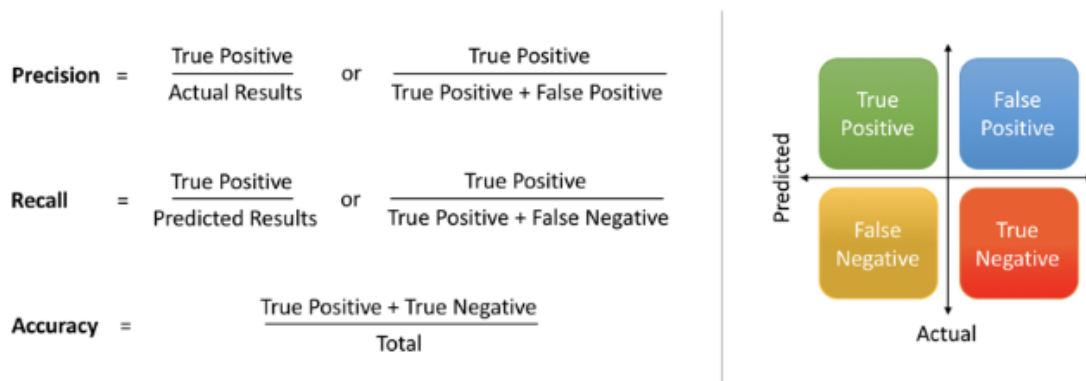 Precision = True Positive / Actual Results or True Positive / True Positive + False Positive
Recall = True Positive / Predicted Results or True Positive / True Positive + False Negative
Accuracy = True Positive + True Negative / Total
Predicted
True
Positive
False
Positive
False
Negative
True
Negative
Actual